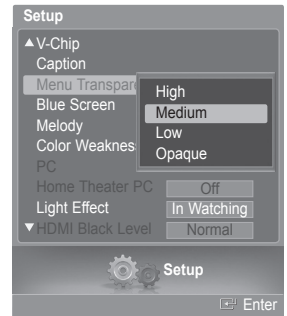 Setup
▲V-Chip
Caption
Menu Transpare
High
Blue Screen
Medium
Melody
Low
Color Weaknes
Opaque
PC
Home Theater PC Off
Light Effect In Watching
▼HDMI Black Level Normal
Setup
Enter